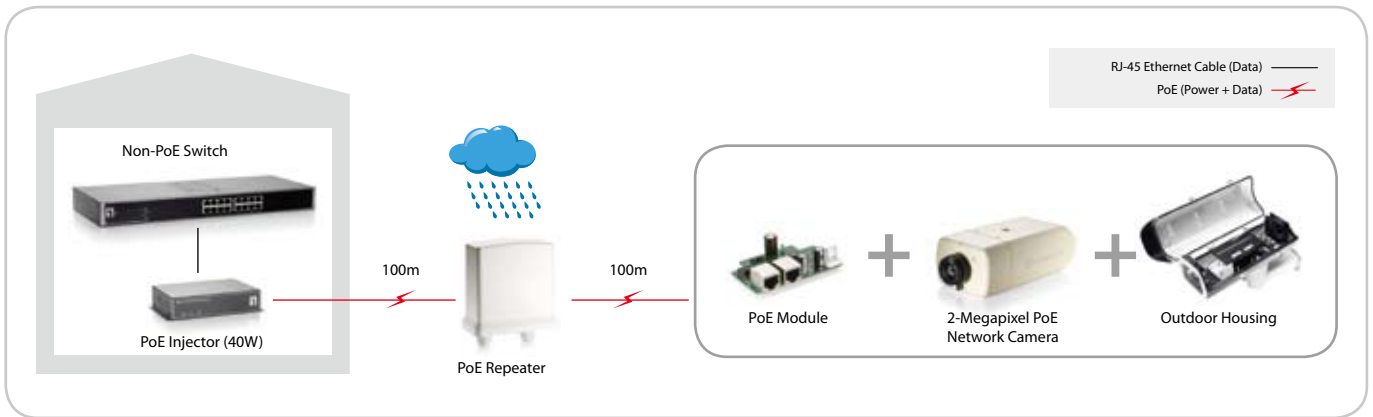 RJ-45 Ethernet Cable (Data)
PoE (Power + Data)
Non-PoE Switch
PoE Injector (40W)
100m
PoE Repeater
100m
PoE Module
2-Megapixel PoE
Network Camera
Outdoor Housing